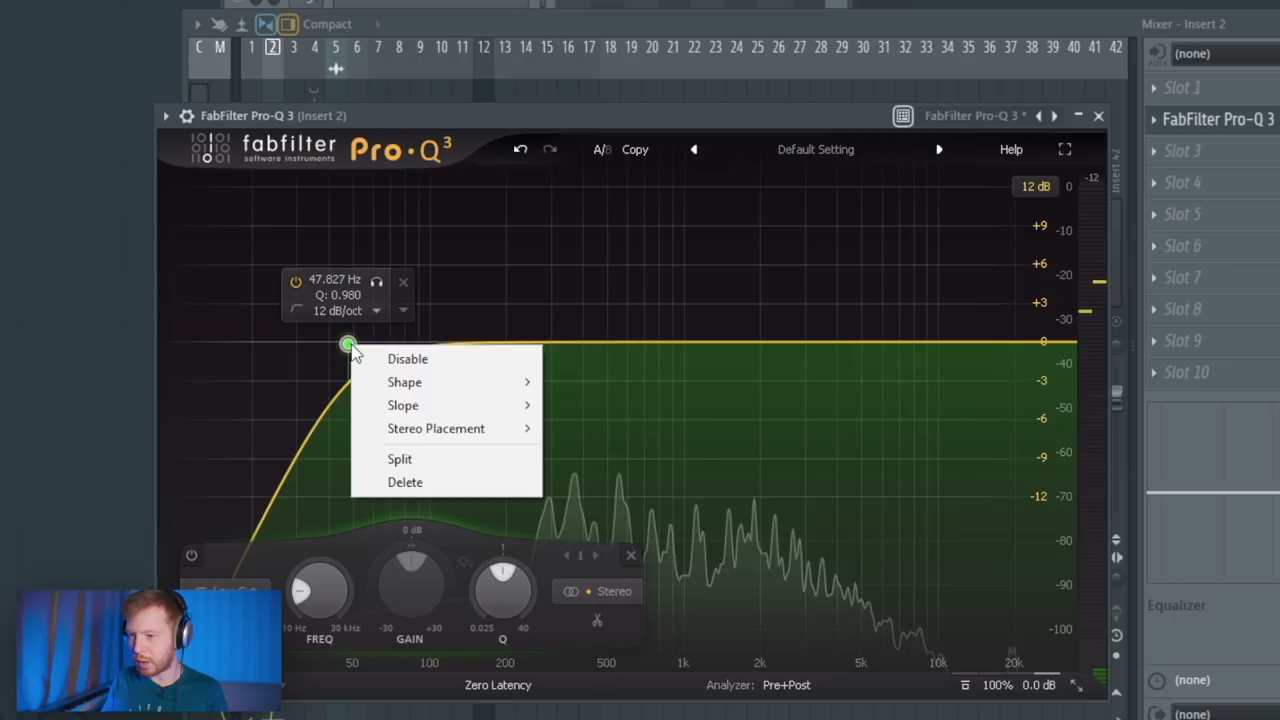 Compact
Mixer - Insert 2
C M 1 2 3 4 5 6 7 8 9 10 11 12 13 14 15 16 17 18 19 20 21 22 23 24 25 26 27 28 29 30 31 32 33 34 35 36 37 38 39 40 41 42
POST (none)
Slot 1
FabFilter Pro-Q 3
Slot 3
Slot 4
Slot 5
Slot 6
Slot 7
Slot 8
Slot 9
Slot 10
Equalizer
(none)
(none)
FabFilter Pro-Q 3 (Insert 2)
FabFilter Pro-Q 3 *
fabfilter
software instruments
Pro·Q3
A/B Copy
Default Setting
Help
12 dB 0 -12
+9 -10
+6 -20
+3 -30
0
-3 -40
-6 -50
-9 -60
-12 -70
-80
-90
-100
47.827 Hz
Q: 0.980
12 dB/oct
Disable
Shape
Slope
Stereo Placement
Split
Delete
0 dB
1
Stereo
10 Hz 30 kHz
-30 +30
0.025 40
FREQ GAIN Q
50 100 200 500 1k 2k 5k 10k 20k
Zero Latency
Analyzer: Pre+Post
100% 0.0 dB